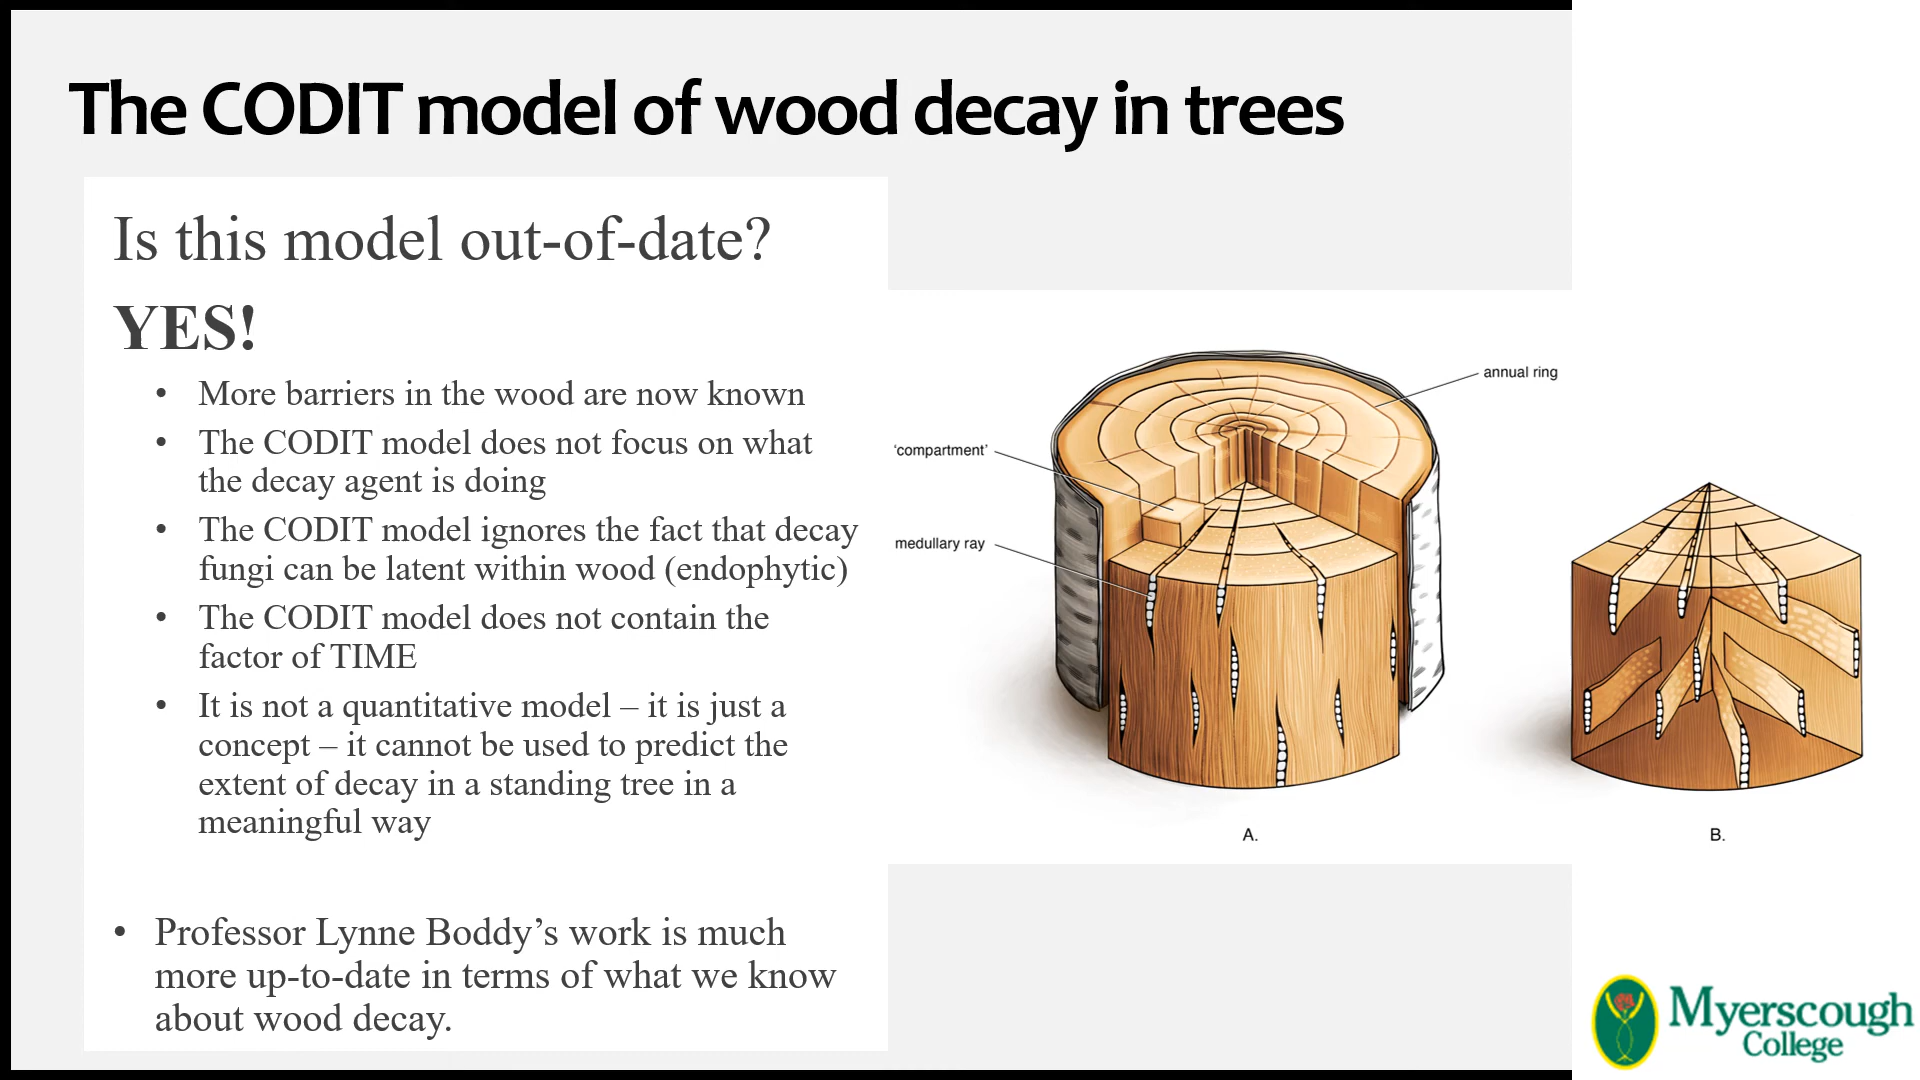 The CODIT model of wood decay in trees
Is this model out-of-date?
YES!
• More barriers in the wood are now known
• The CODIT model does not focus on what
the decay agent is doing
• The CODIT model ignores the fact that decay
fungi can be latent within wood (endophytic)
• The CODIT model does not contain the
factor of TIME
• It is not a quantitative model – it is just a
concept – it cannot be used to predict the
extent of decay in a standing tree in a
meaningful way
• Professor Lynne Boddy’s work is much
more up-to-date in terms of what we know
about wood decay.
annual ring
‘compartment’
medullary ray
A.
B.
Myerscough
College